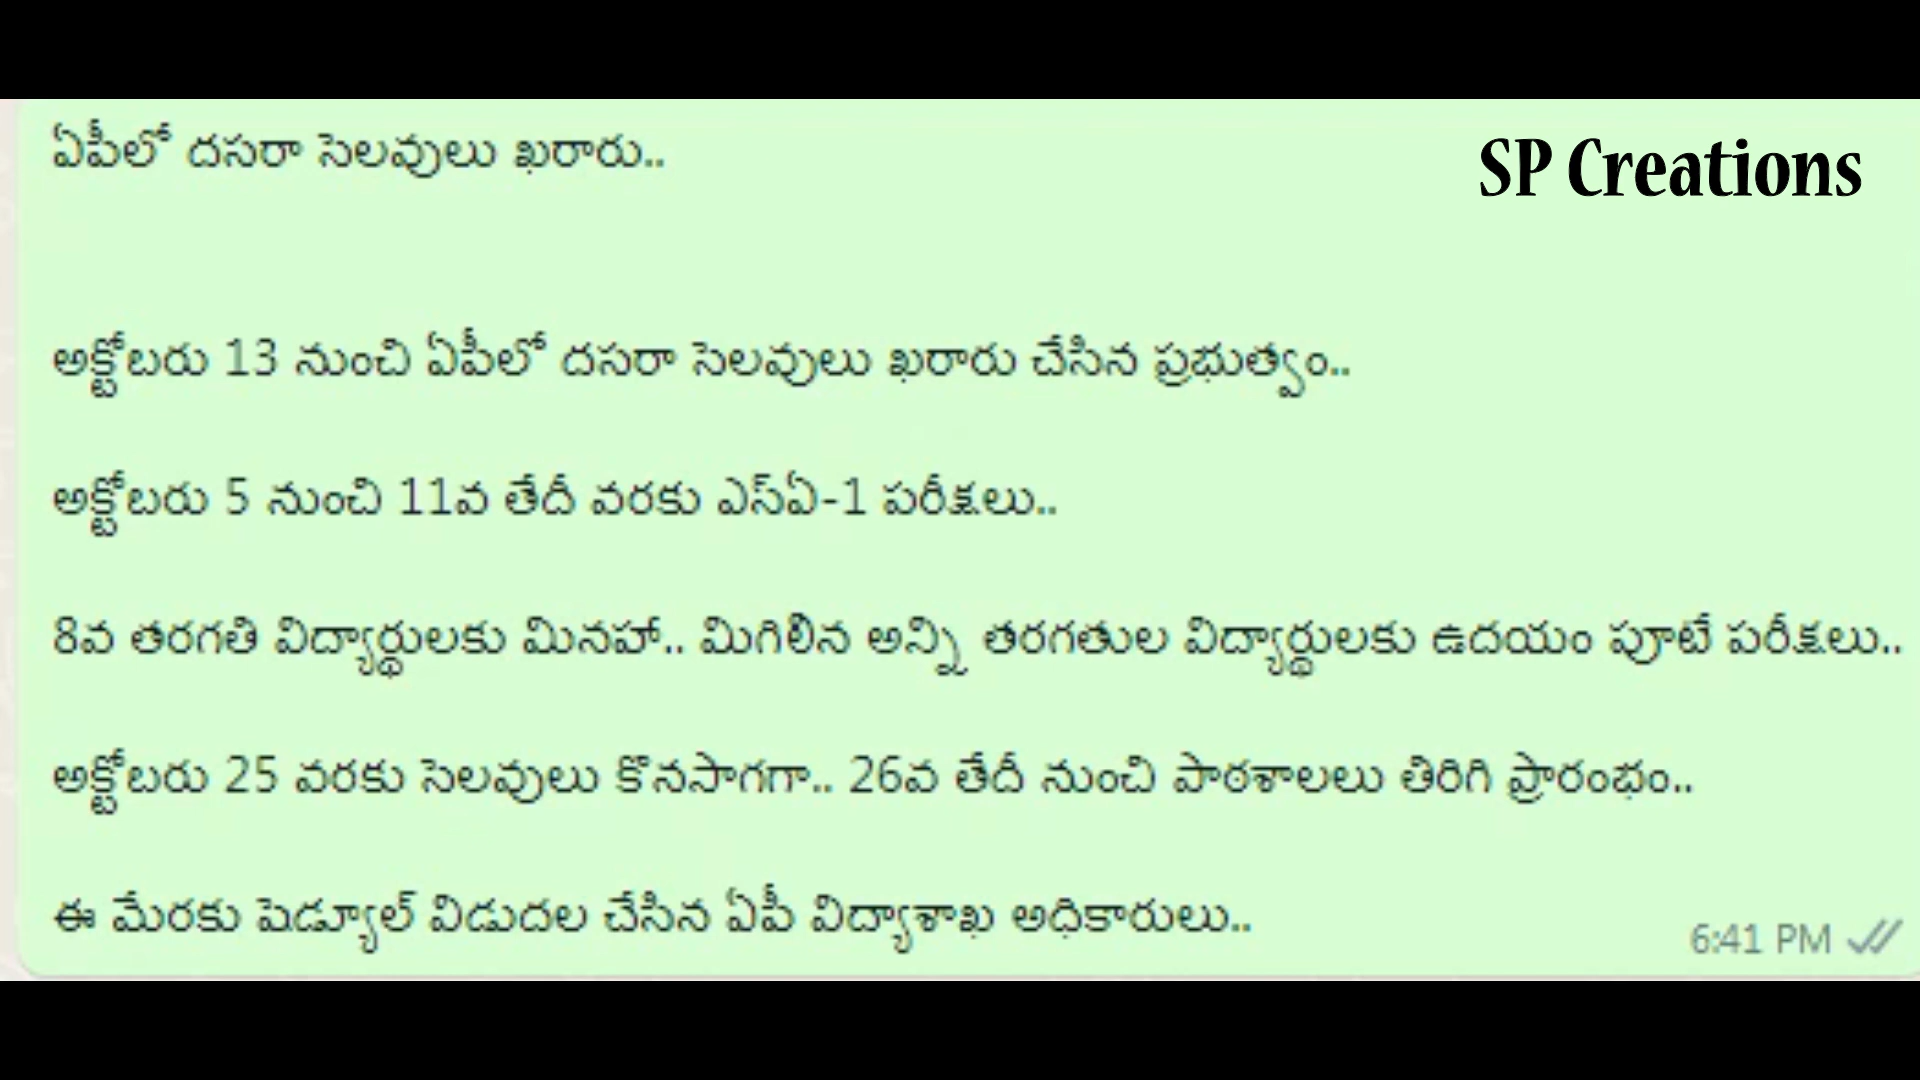 ఏపీలో దసరా సెలవులు ఖరారు..
SP Creations
అక్టోబరు 13 నుంచి ఏపీలో దసరా సెలవులు ఖరారు చేసిన ప్రభుత్వం..
అక్టోబరు 5 నుంచి 11వ తేదీ వరకు ఎస్ఏ-1 పరీక్షలు..
8వ తరగతి విద్యార్థులకు మినహా.. మిగిలిన అన్ని తరగతుల విద్యార్థులకు ఉదయం పూటే పరీక్షలు..
అక్టోబరు 25 వరకు సెలవులు కొనసాగగా.. 26వ తేదీ నుంచి పాఠశాలలు తిరిగి ప్రారంభం..
ఈ మేరకు షెడ్యూల్ విడుదల చేసిన ఏపీ విద్యాశాఖ అధికారులు..
6:41 PM